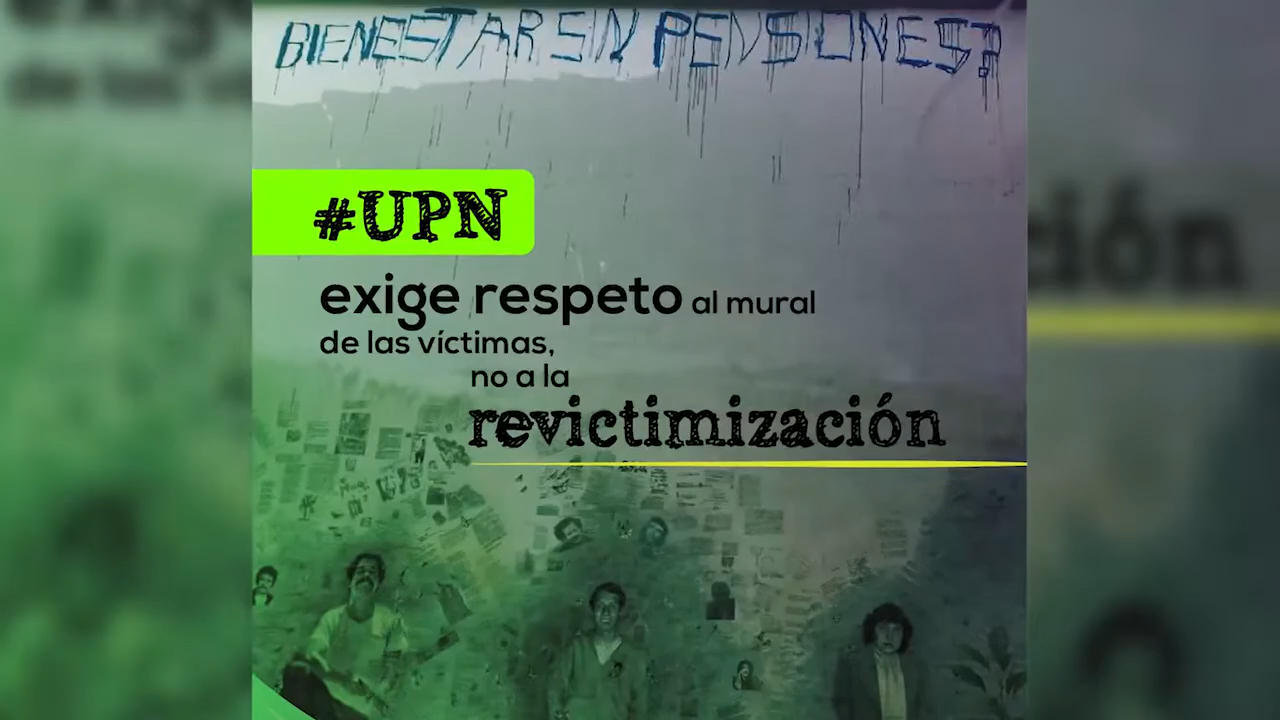 BIENESTAR SIN PENSIONES?
#UPN
exige respeto al mural
de las víctimas,
no a la
revictimización